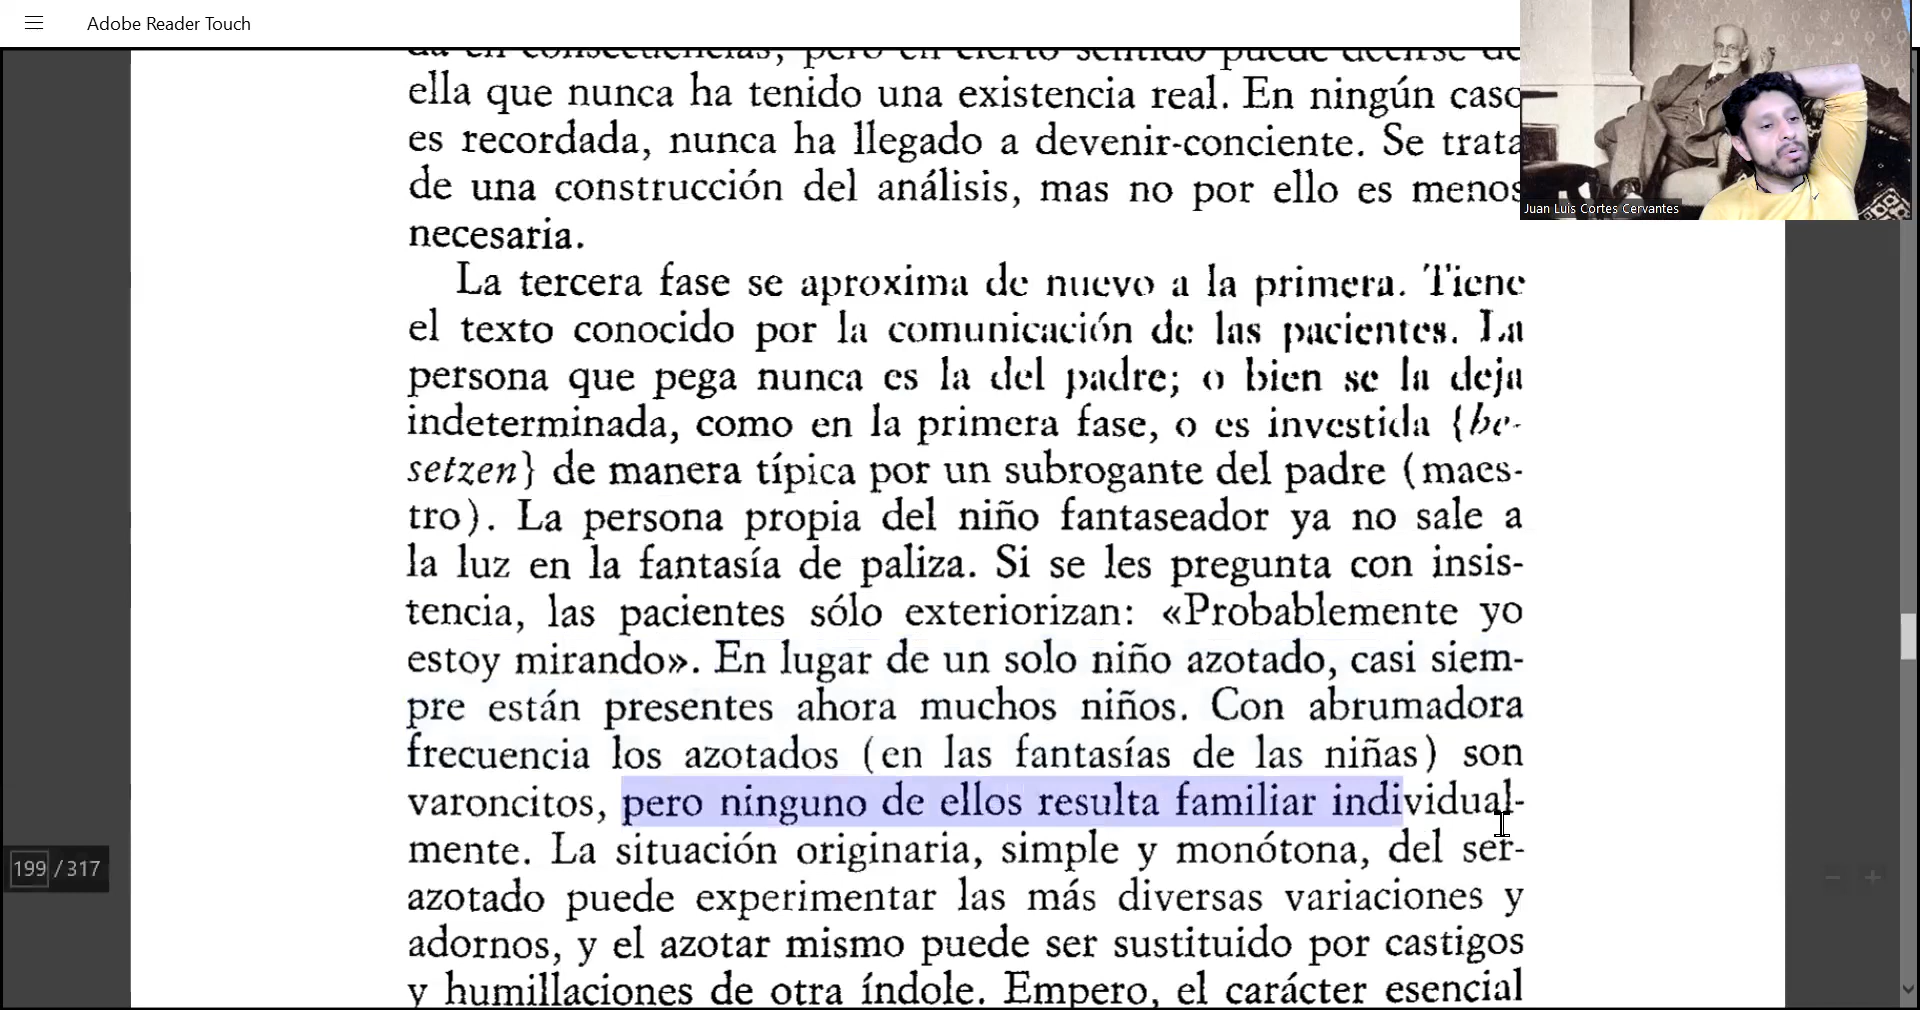 Adobe Reader Touch
da en consecuencias, pero en cierto sentido puede decirse de
ella que nunca ha tenido una existencia real. En ningún caso
es recordada, nunca ha llegado a devenir-conciente. Se trata
de una construcción del análisis, mas no por ello es menos
necesaria.
La tercera fase se aproxima de nuevo a la primera. Tiene
el texto conocido por la comunicación de las pacientes. La
persona que pega nunca es la del padre; o bien se la deja
indeterminada, como en la primera fase, o es investida {be-
setzen} de manera típica por un subrogante del padre (maes-
tro). La persona propia del niño fantaseador ya no sale a
la luz en la fantasía de paliza. Si se les pregunta con insis-
tencia, las pacientes sólo exteriorizan: «Probablemente yo
estoy mirando». En lugar de un solo niño azotado, casi siem-
pre están presentes ahora muchos niños. Con abrumadora
frecuencia los azotados (en las fantasías de las niñas) son
varoncitos, pero ninguno de ellos resulta familiar individual-
mente. La situación originaria, simple y monótona, del ser-
azotado puede experimentar las más diversas variaciones y
adornos, y el azotar mismo puede ser sustituido por castigos
y humillaciones de otra índole. Empero, el carácter esencial
Juan Luis Cortes Cervantes
199 / 317